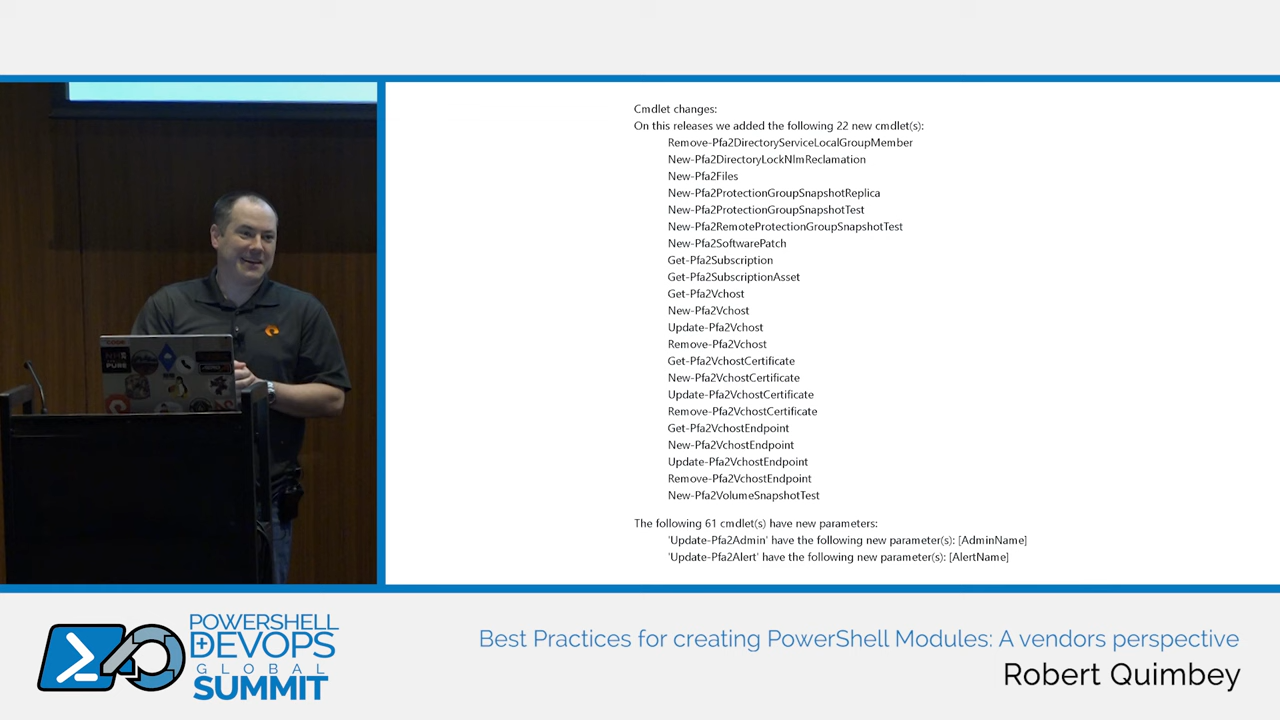 Cmdlet changes:
On this releases we added the following 22 new cmdlet(s):
Remove-Pfa2DirectoryServiceLocalGroupMember
New-Pfa2DirectoryLockNlmReclamation
New-Pfa2Files
New-Pfa2ProtectionGroupSnapshotReplica
New-Pfa2ProtectionGroupSnapshotTest
New-Pfa2RemoteProtectionGroupSnapshotTest
New-Pfa2SoftwarePatch
Get-Pfa2Subscription
Get-Pfa2SubscriptionAsset
Get-Pfa2Vchost
New-Pfa2Vchost
Update-Pfa2Vchost
Remove-Pfa2Vchost
Get-Pfa2VchostCertificate
New-Pfa2VchostCertificate
Update-Pfa2VchostCertificate
Remove-Pfa2VchostCertificate
Get-Pfa2VchostEndpoint
New-Pfa2VchostEndpoint
Update-Pfa2VchostEndpoint
Remove-Pfa2VchostEndpoint
New-Pfa2VolumeSnapshotTest
The following 61 cmdlet(s) have new parameters:
'Update-Pfa2Admin' have the following new parameter(s): [AdminName]
'Update-Pfa2Alert' have the following new parameter(s): [AlertName]
PURE
POWERSHELL
+DEVOPS
GLOBAL
SUMMIT
Best Practices for creating PowerShell Modules: A vendors perspective
Robert Quimbey